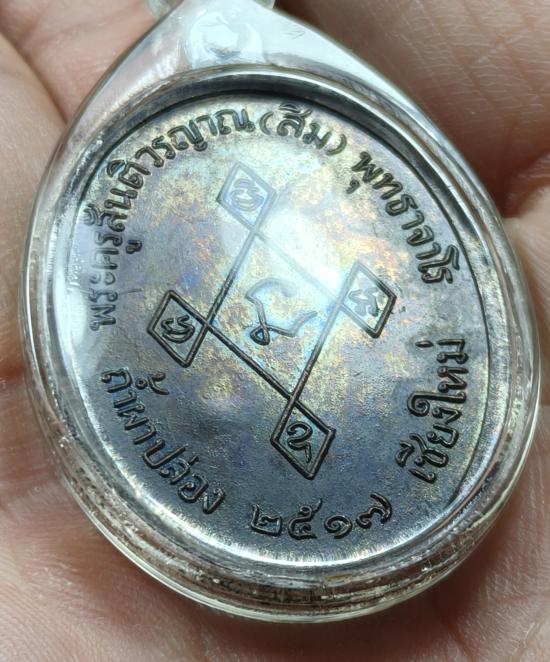 พระครูสันติวรญาณ (สิม) พุทธาจาโร
ถ้ำผาปล่อง ๒๕๑๗ เชียงใหม่